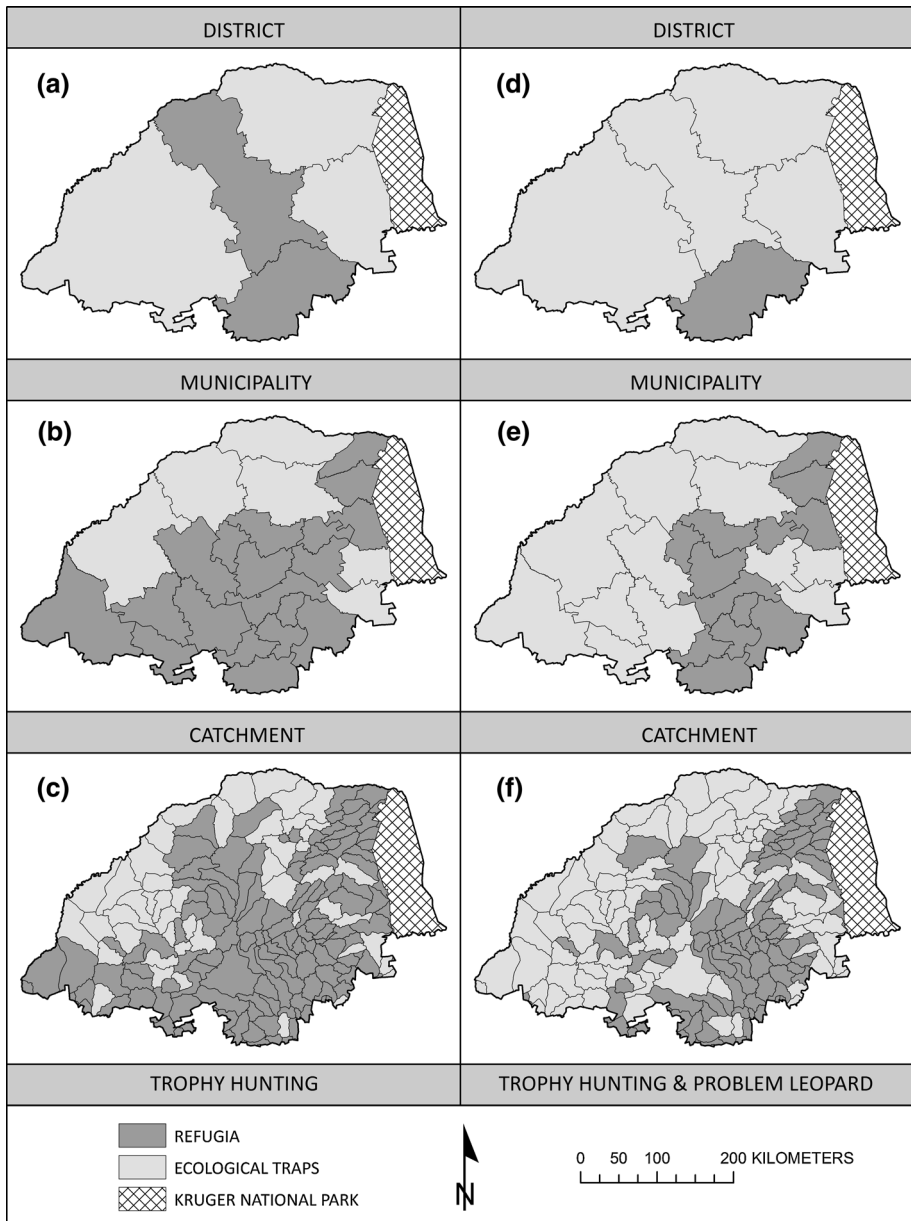 DISTRICT DISTRICT
(a) (d)
MUNICIPALITY MUNICIPALITY
(b) (e)
CATCHMENT CATCHMENT
(c) (f)
TROPHY HUNTING TROPHY HUNTING & PROBLEM LEOPARD
REFUGIA
ECOLOGICAL TRAPS
KRUGER NATIONAL PARK
N
0 50 100 200 KILOMETERS